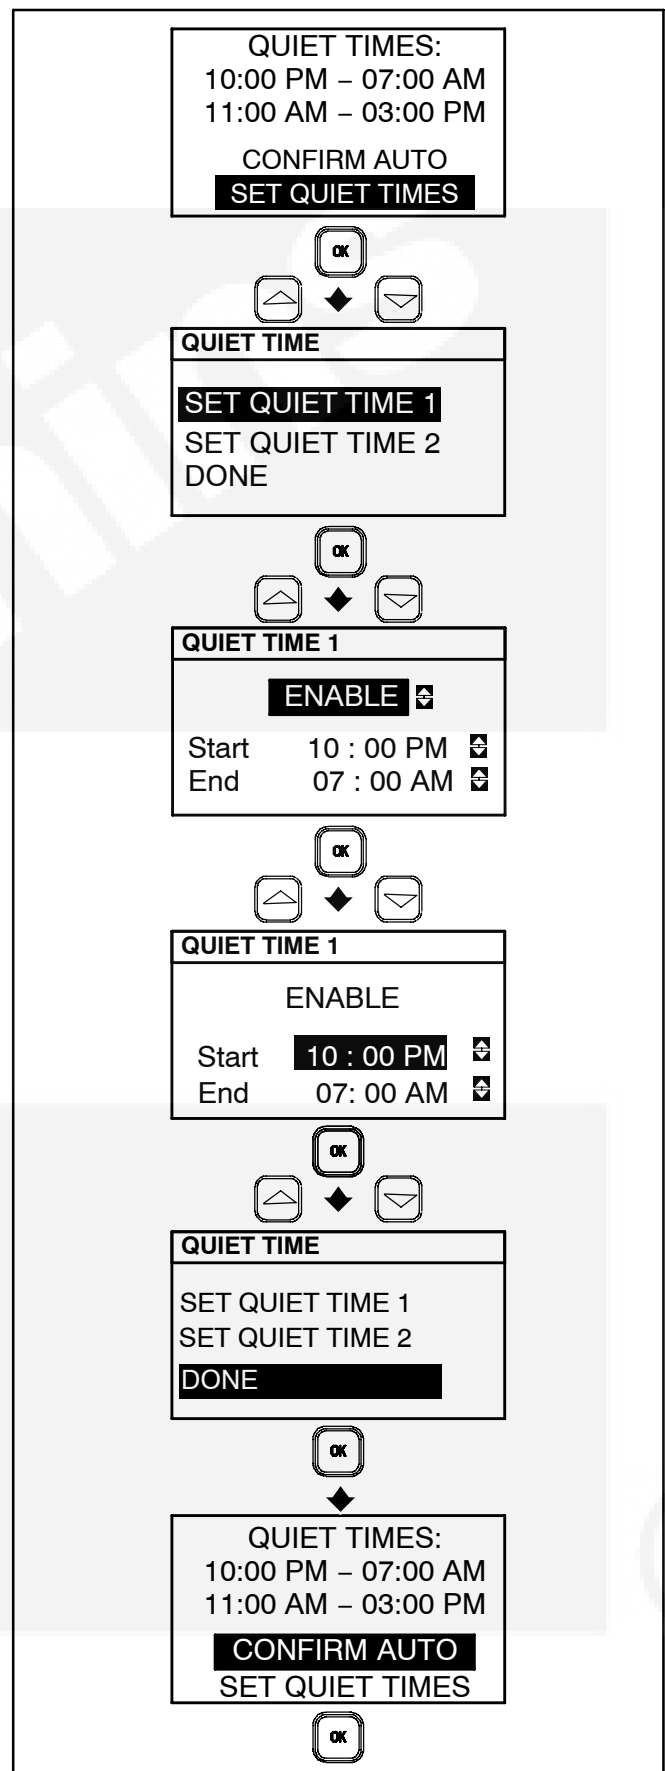 QUIET TIMES:
10:00 PM – 07:00 AM
11:00 AM – 03:00 PM
CONFIRM AUTO
SET QUIET TIMES
OK
QUIET TIME
SET QUIET TIME 1
SET QUIET TIME 2
DONE
OK
QUIET TIME 1
ENABLE
Start 10 : 00 PM
End 07 : 00 AM
OK
QUIET TIME 1
ENABLE
Start 10 : 00 PM
End 07: 00 AM
OK
QUIET TIME
SET QUIET TIME 1
SET QUIET TIME 2
DONE
OK
QUIET TIMES:
10:00 PM – 07:00 AM
11:00 AM – 03:00 PM
CONFIRM AUTO
SET QUIET TIMES
OK